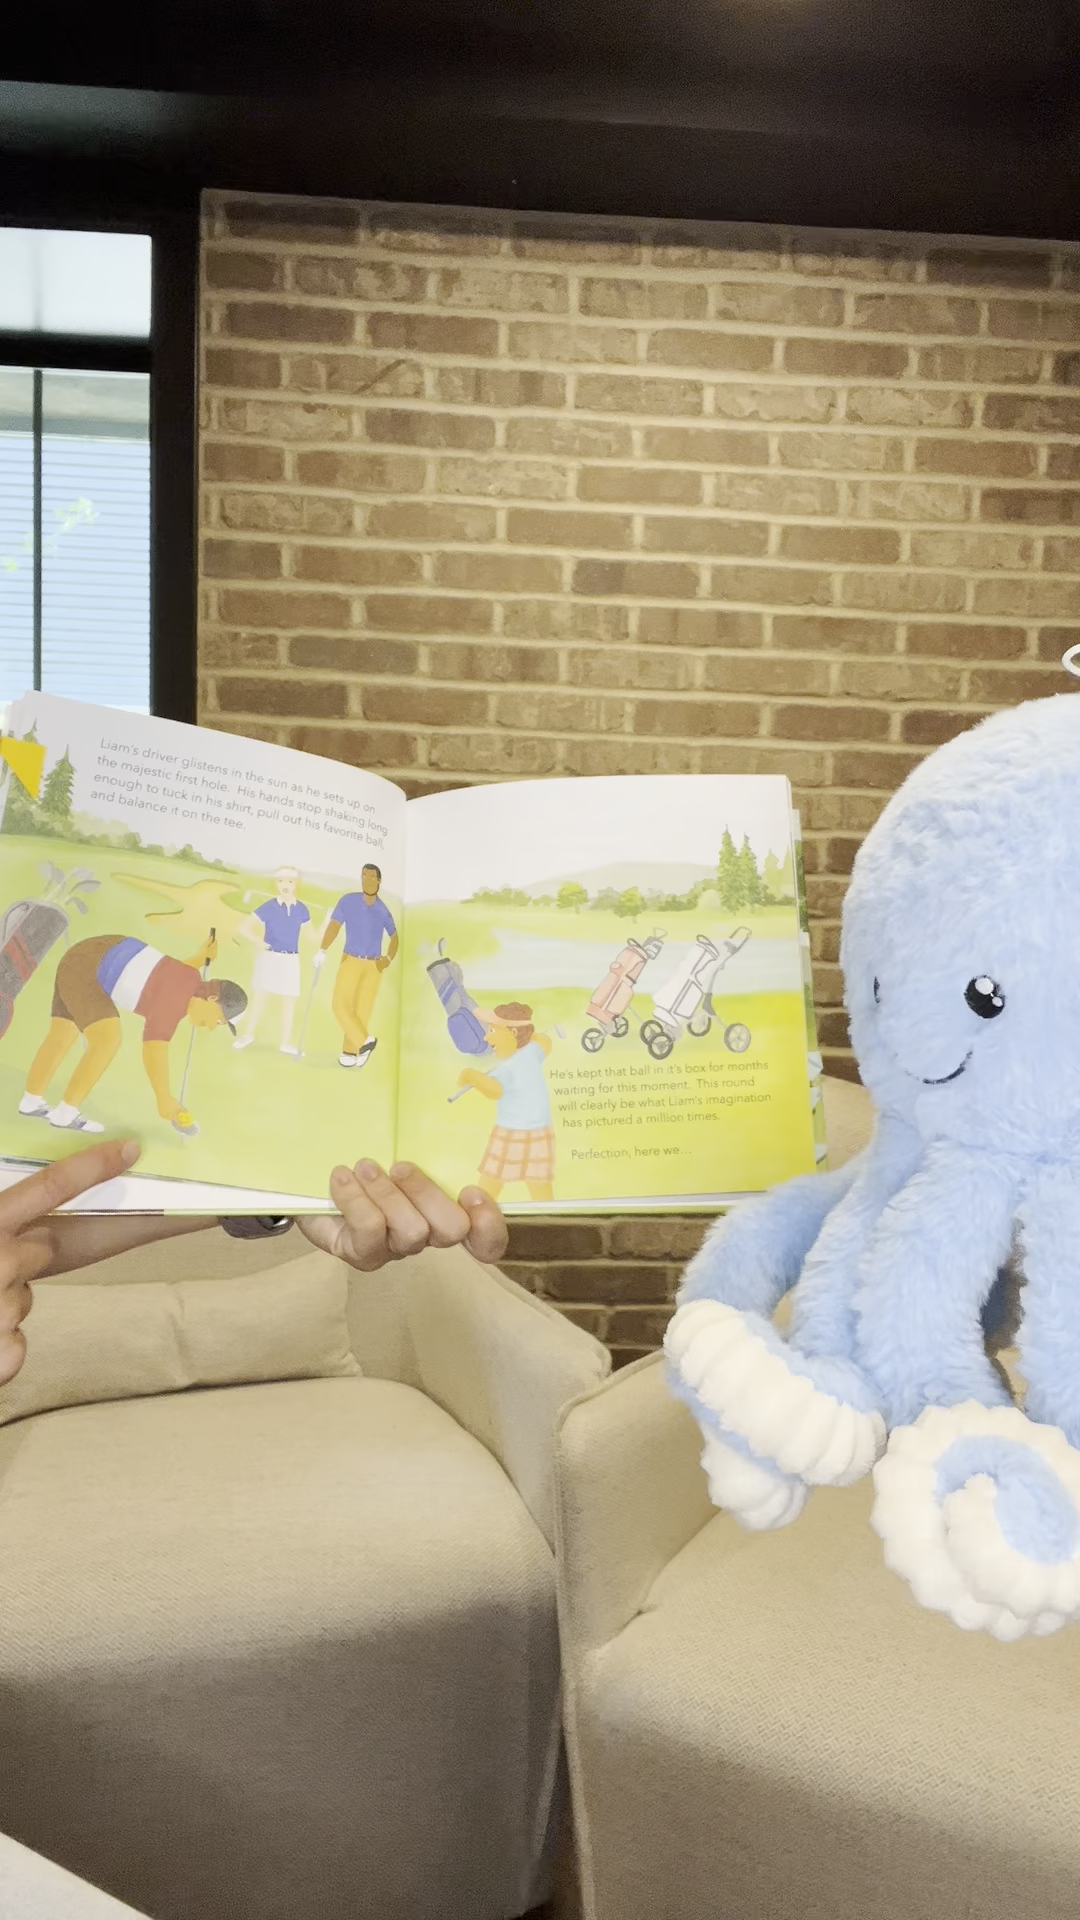 Liam's driver glistens in the sun as he sets up on
the majestic first hole. His hands stop shaking long
enough to tuck in his shirt, pull out his favorite ball,
and balance it on the tee.
He's kept that ball in it's box for months
waiting for this moment. This round
will clearly be what Liam's imagination
has pictured a million times.
Perfection, here we...